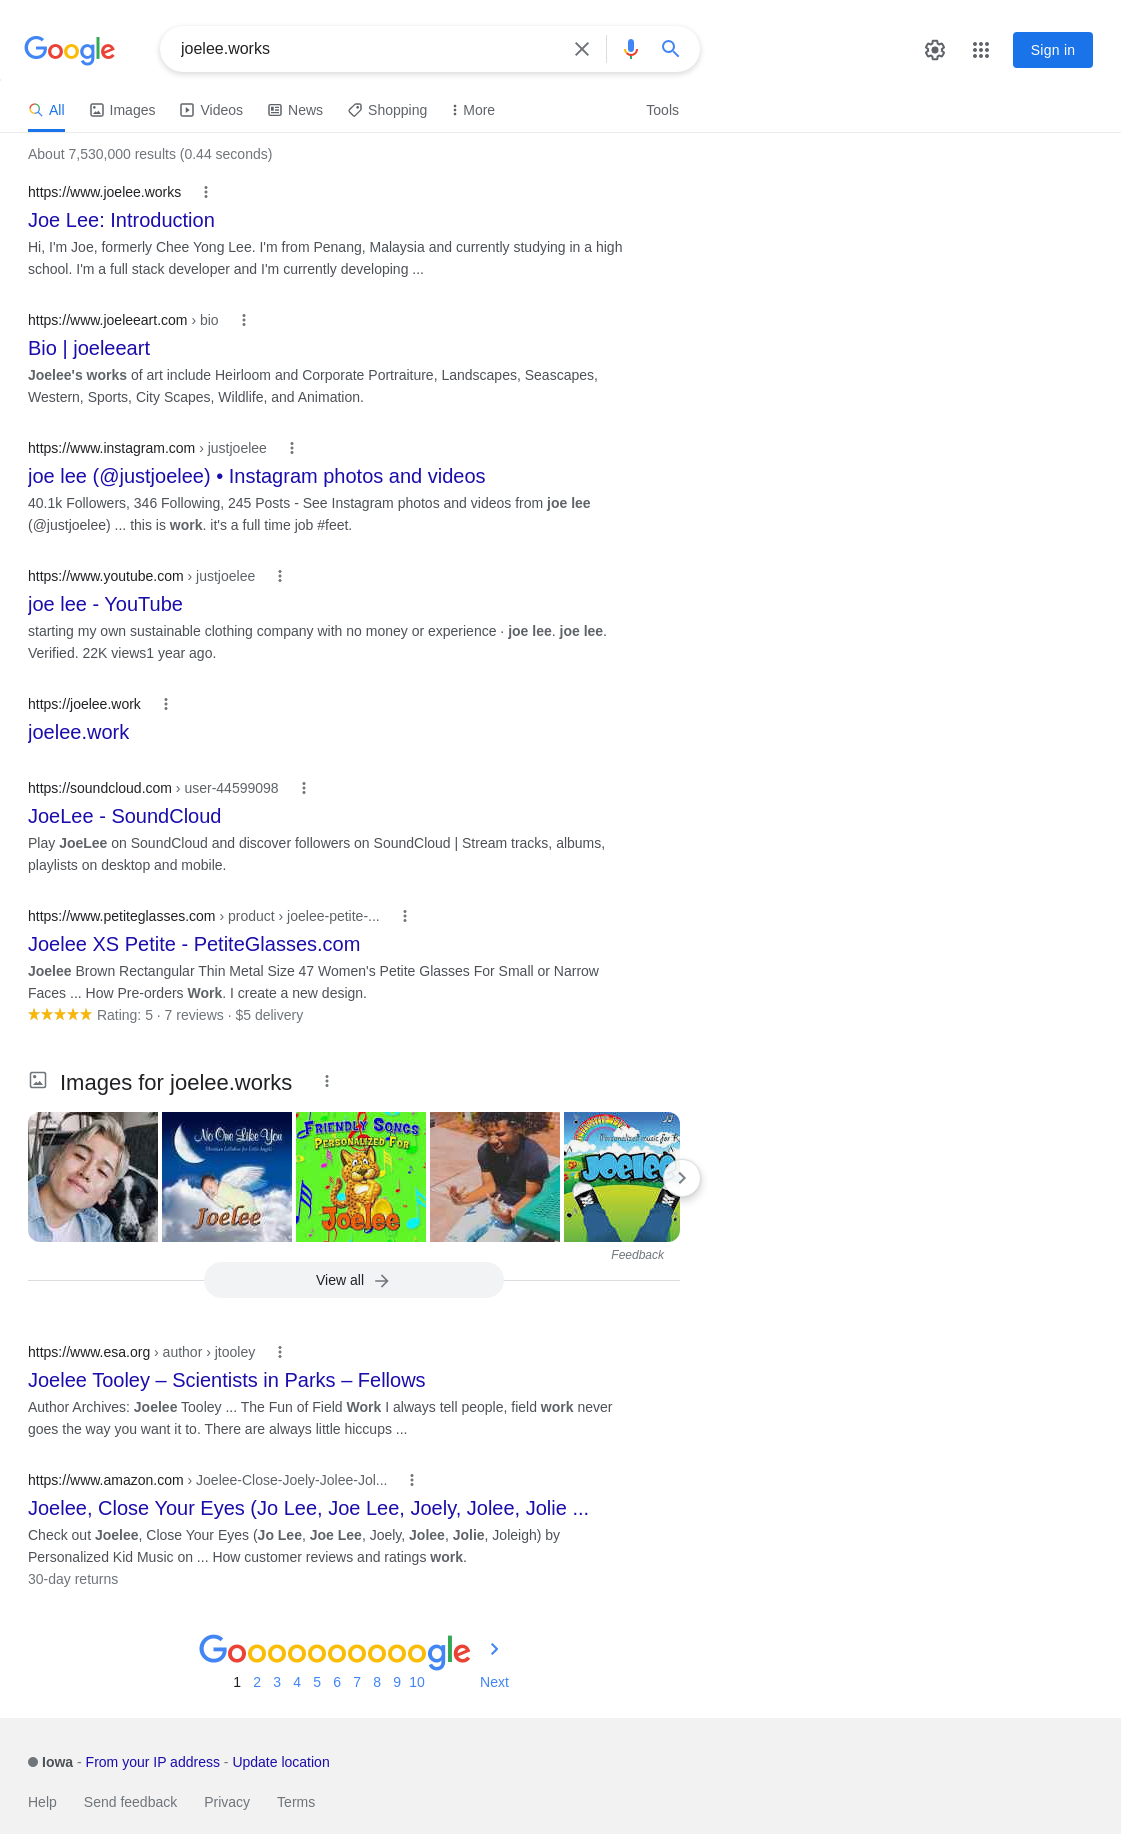 Google
joelee.works
Sign in
All
Images
Videos
News
Shopping
More
Tools
About 7,530,000 results (0.44 seconds)
https://www.joelee.works
Joe Lee: Introduction
Hi, I'm Joe, formerly Chee Yong Lee. I'm from Penang, Malaysia and currently studying in a high
school. I'm a full stack developer and I'm currently developing ...
https://www.joeleeart.com › bio
Bio | joeleeart
Joelee's works of art include Heirloom and Corporate Portraiture, Landscapes, Seascapes,
Western, Sports, City Scapes, Wildlife, and Animation.
https://www.instagram.com › justjoelee
joe lee (@justjoelee) • Instagram photos and videos
40.1k Followers, 346 Following, 245 Posts - See Instagram photos and videos from joe lee
(@justjoelee) ... this is work. it's a full time job #feet.
https://www.youtube.com › justjoelee
joe lee - YouTube
starting my own sustainable clothing company with no money or experience · joe lee. joe lee.
Verified. 22K views1 year ago.
https://joelee.work
joelee.work
https://soundcloud.com › user-44599098
JoeLee - SoundCloud
Play JoeLee on SoundCloud and discover followers on SoundCloud | Stream tracks, albums,
playlists on desktop and mobile.
https://www.petiteglasses.com › product › joelee-petite-...
Joelee XS Petite - PetiteGlasses.com
Joelee Brown Rectangular Thin Metal Size 47 Women's Petite Glasses For Small or Narrow
Faces ... How Pre-orders Work. I create a new design.
Rating: 5 · 7 reviews · $5 delivery
Images for joelee.works
No One Like You
Joelee
FRIENDLY SONGS
PERSONALIZED FOR
Joelee
Personalized music for K
Joelee
Feedback
View all
https://www.esa.org › author › jtooley
Joelee Tooley – Scientists in Parks – Fellows
Author Archives: Joelee Tooley ... The Fun of Field Work I always tell people, field work never
goes the way you want it to. There are always little hiccups ...
https://www.amazon.com › Joelee-Close-Joely-Jolee-Jol...
Joelee, Close Your Eyes (Jo Lee, Joe Lee, Joely, Jolee, Jolie ...
Check out Joelee, Close Your Eyes (Jo Lee, Joe Lee, Joely, Jolee, Jolie, Joleigh) by
Personalized Kid Music on ... How customer reviews and ratings work.
30-day returns
Goooooooooogle
1 2 3 4 5 6 7 8 9 10 Next
Iowa - From your IP address - Update location
Help Send feedback Privacy Terms